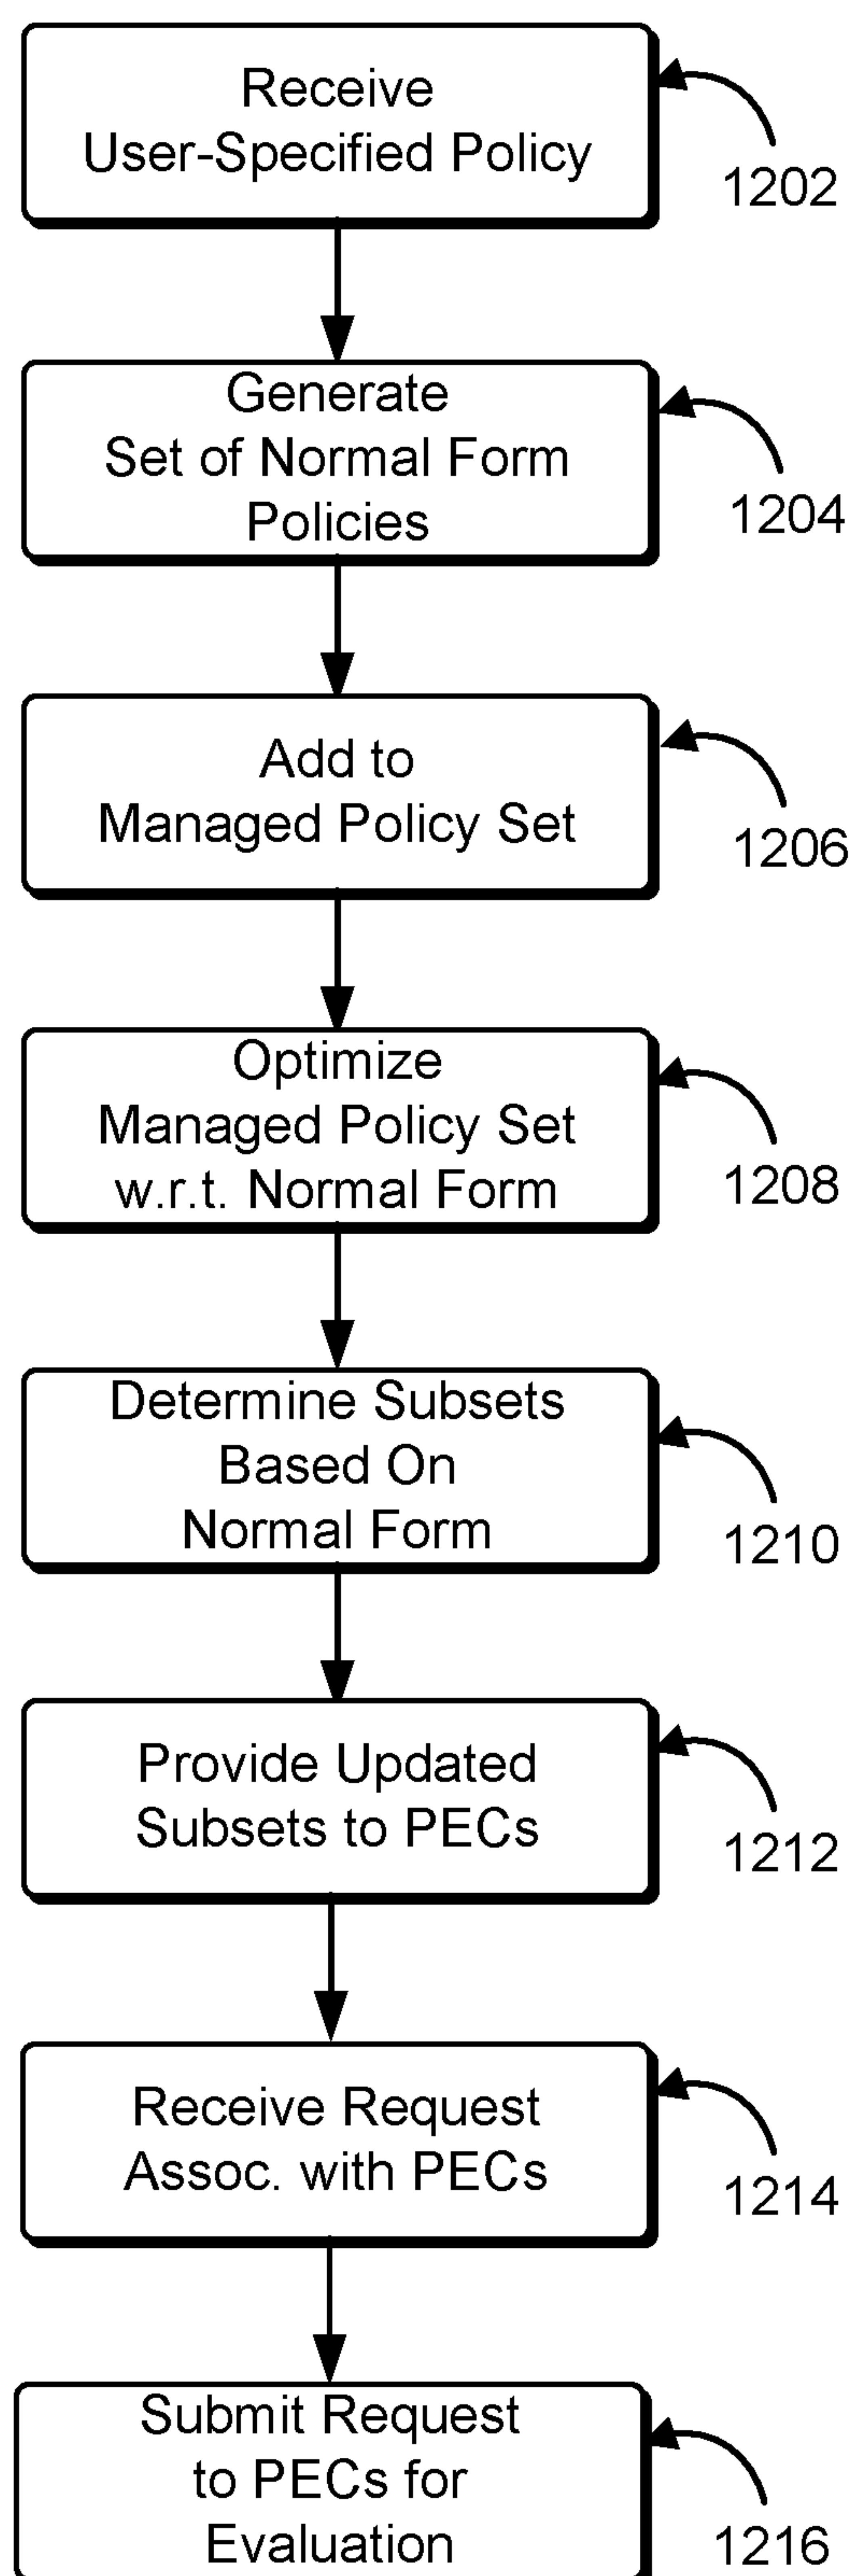 Receive
User-Specified Policy
1202
Generate
Set of Normal Form
Policies
1204
Add to
Managed Policy Set
1206
Optimize
Managed Policy Set
w.r.t. Normal Form
1208
Determine Subsets
Based On
Normal Form
1210
Provide Updated
Subsets to PECs
1212
Receive Request
Assoc. with PECs
1214
Submit Request
to PECs for
Evaluation
1216